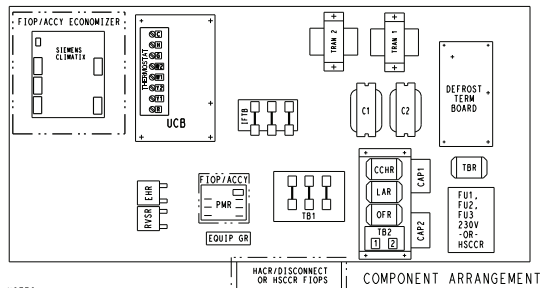 FIOP/ACCY ECONOMIZER
SIEMENS
CLIMATIX
THERMOSTAT
C
R
G
W2
W1
Y2
Y1
R
UCB
IFTB
TRAN 2
TRAN 1
C1
C2
DEFROST
TERM
BOARD
TBR
EHR
RVSR
FIOP/ACCY
PMR
EQUIP GR
TB1
CCHR
LAR
OFR
TB2
1 2
CAP1
CAP2
FU1,
FU2,
FU3
230V
-OR-
HSCCR
HACR/DISCONNECT
OR HSCCR FIOPS
COMPONENT ARRANGEMENT